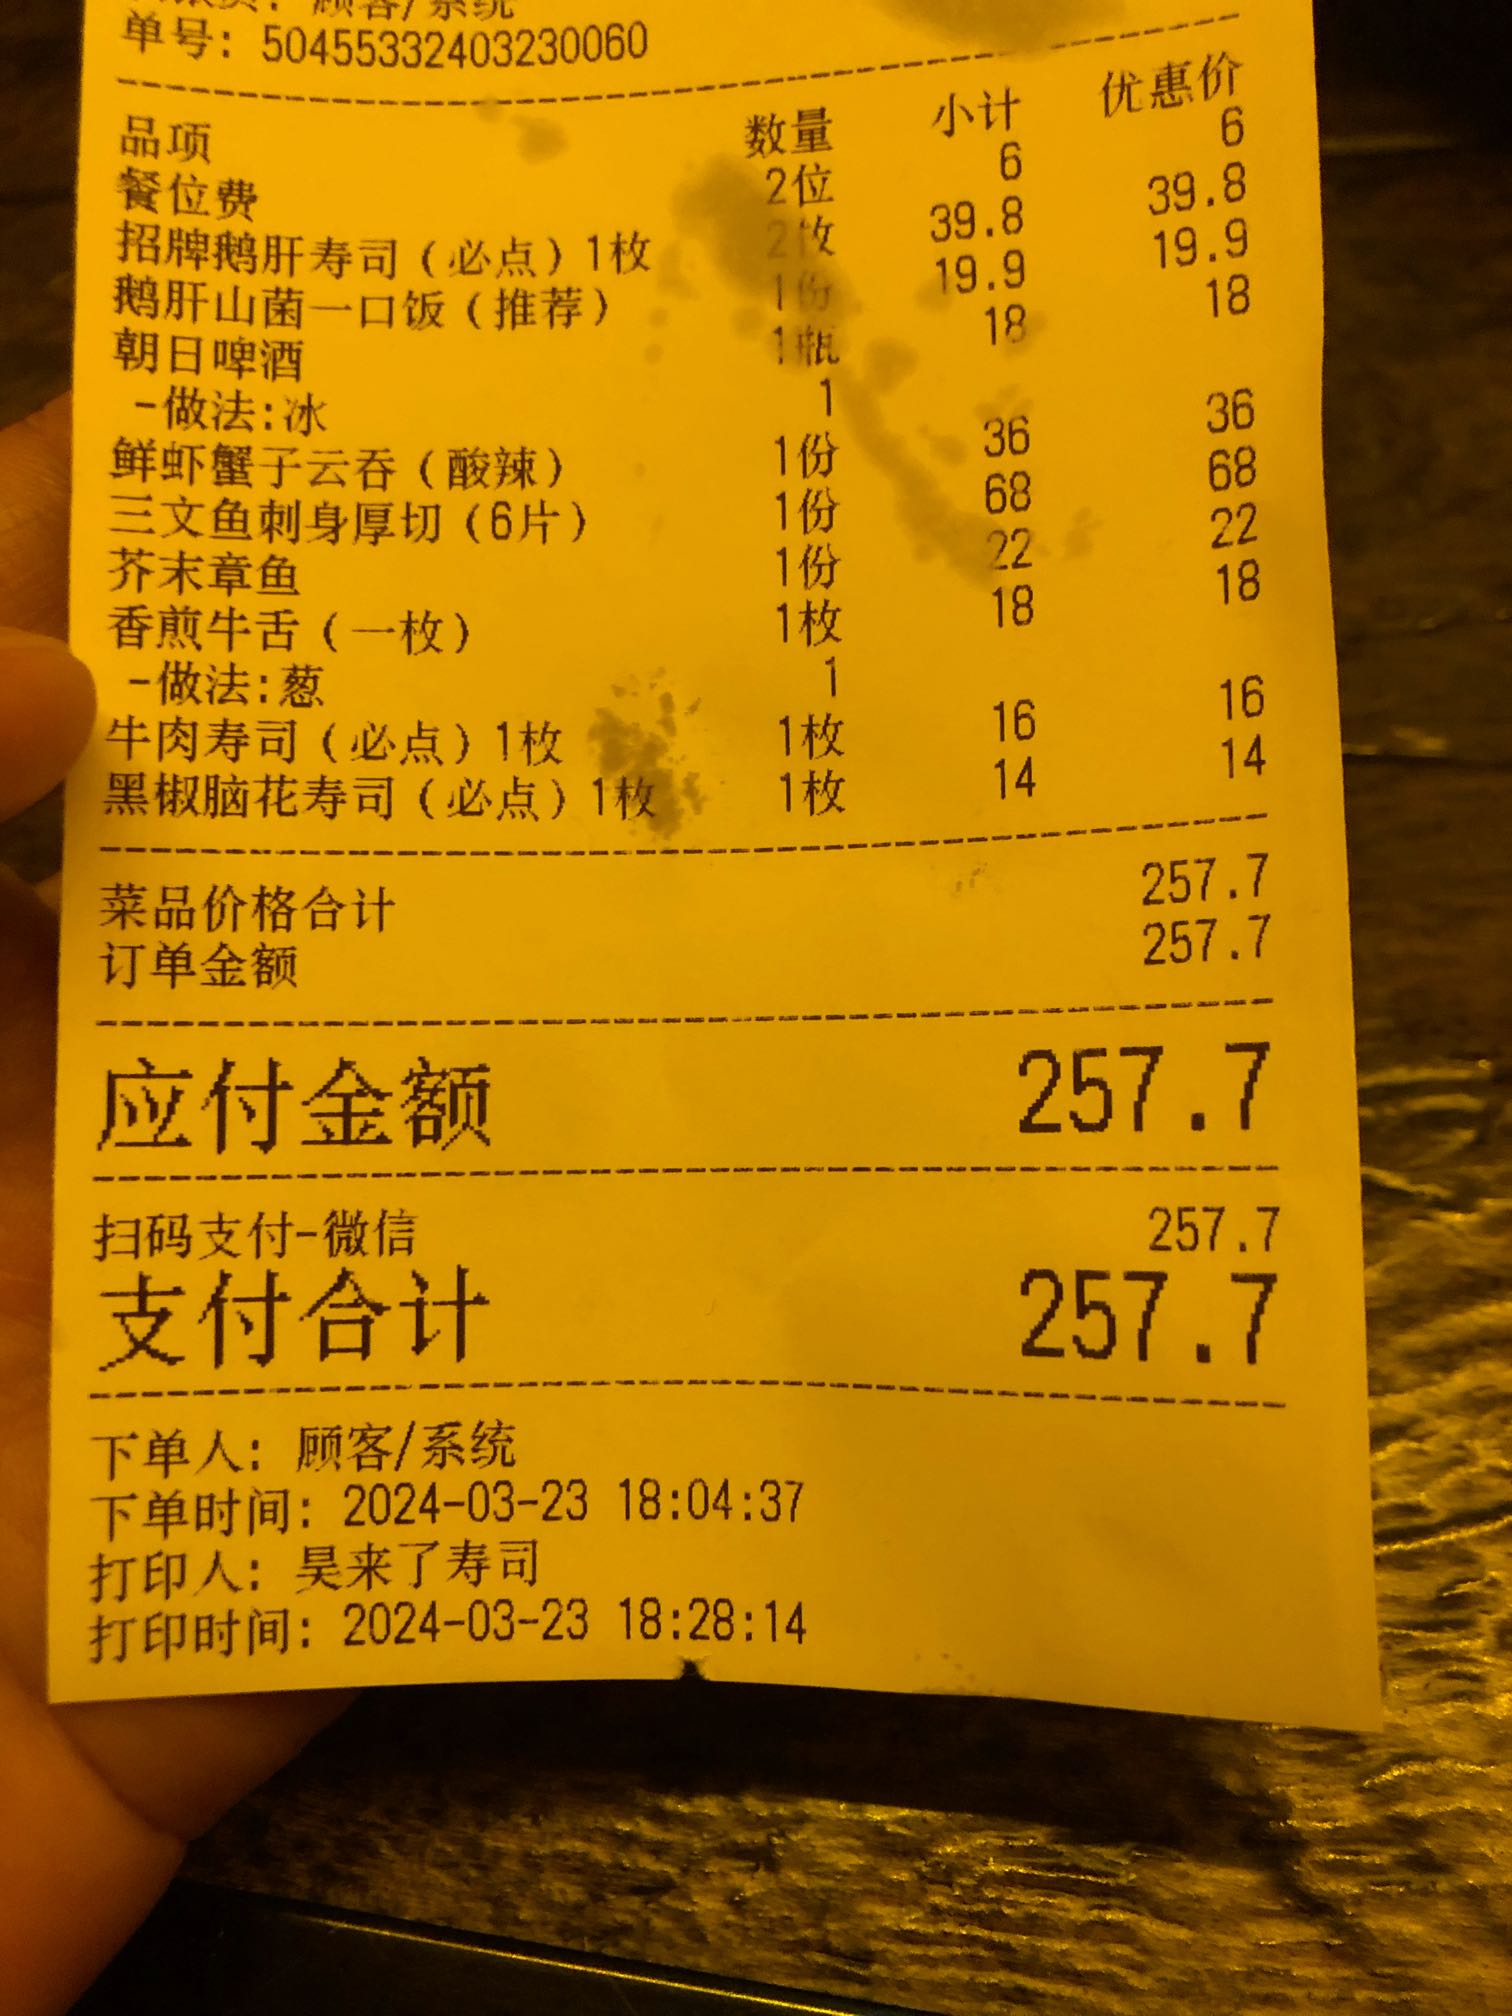 顾客/系统
单号: 50455332403230060
品项 数量 小计 优惠价
餐位费 2位 6 6
招牌鹅肝寿司(必点)1枚 2枚 39.8 39.8
鹅肝山菌一口饭(推荐) 1份 19.9 19.9
朝日啤酒 1瓶 18 18
-做法:冰 1
鲜虾蟹子云吞(酸辣) 1份 36 36
三文鱼刺身厚切(6片) 1份 68 68
芥末章鱼 1份 22 22
香煎牛舌(一枚) 1枚 18 18
-做法:葱 1
牛肉寿司(必点)1枚 1枚 16 16
黑椒脑花寿司(必点)1枚 1枚 14 14
菜品价格合计 257.7
订单金额 257.7
应付金额 257.7
扫码支付-微信 257.7
支付合计 257.7
下单人: 顾客/系统
下单时间: 2024-03-23 18:04:37
打印人: 昊来了寿司
打印时间: 2024-03-23 18:28:14